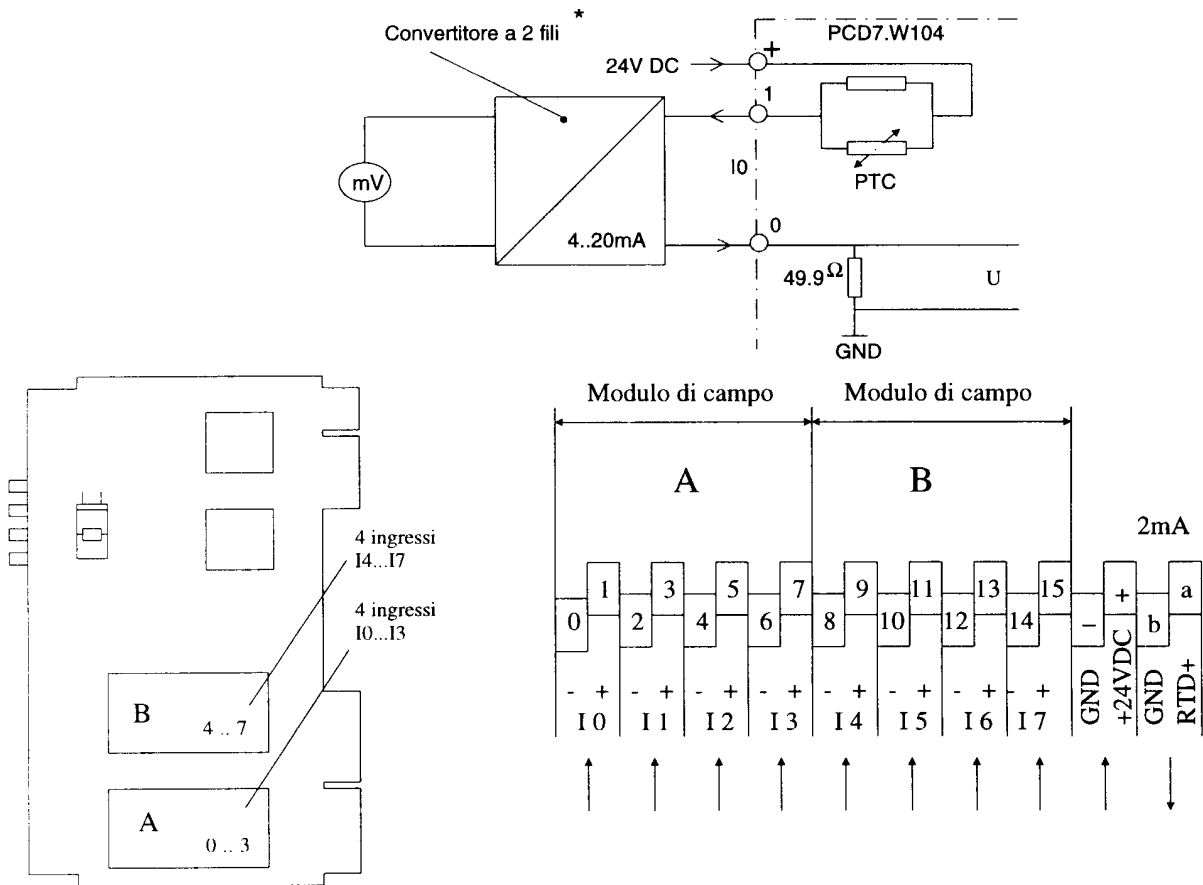 Convertitore a 2 fili *
PCD7.W104
24V DC
+
1
mV
I0
PTC
4..20mA
0
49.9Ω
U
GND
Modulo di campo
Modulo di campo
A
B
2mA
4 ingressi
I4...I7
4 ingressi
I0...I3
B
4 .. 7
A
0 .. 3
1 3 5 7 9 11 13 15 + a
0 2 4 6 8 10 12 14 – b
- + - + - + - + - + - + - + - +
I 0 I 1 I 2 I 3 I 4 I 5 I 6 I 7
GND
+24VDC
GND
RTD+